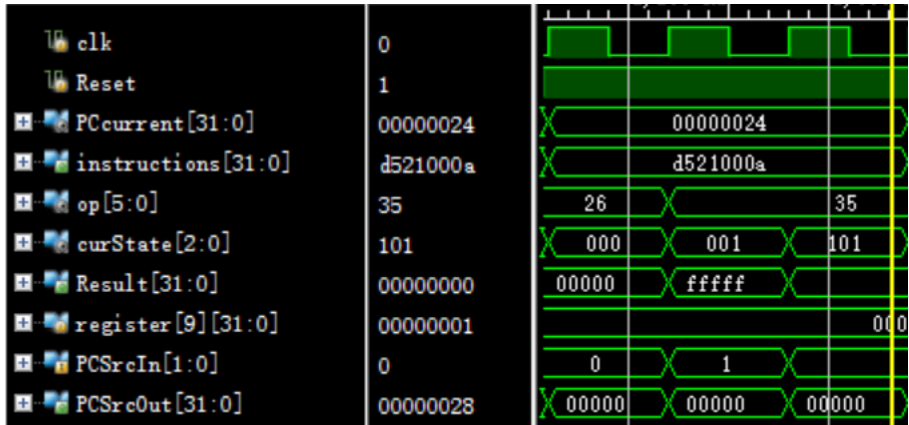 clk 0
Reset 1
PCcurrent[31:0] 00000024 00000024
instructions[31:0] d521000a d521000a
op[5:0] 35 26 35
curState[2:0] 101 000 001 101
Result[31:0] 00000000 00000 fffff
register[9][31:0] 00000001 000
PCSrcIn[1:0] 0 0 1
PCSrcOut[31:0] 00000028 00000 00000 00000